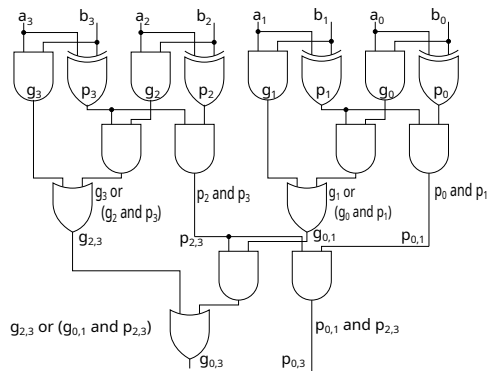 a3 b3 a2 b2 a1 b1 a0 b0
g3 p3 g2 p2 g1 p1 g0 p0
g3 or
(g2 and p3)
p2 and p3
g1 or
(g0 and p1)
p0 and p1
g2,3 p2,3 g0,1 p0,1
g2,3 or (g0,1 and p2,3)
p0,1 and p2,3
g0,3 p0,3